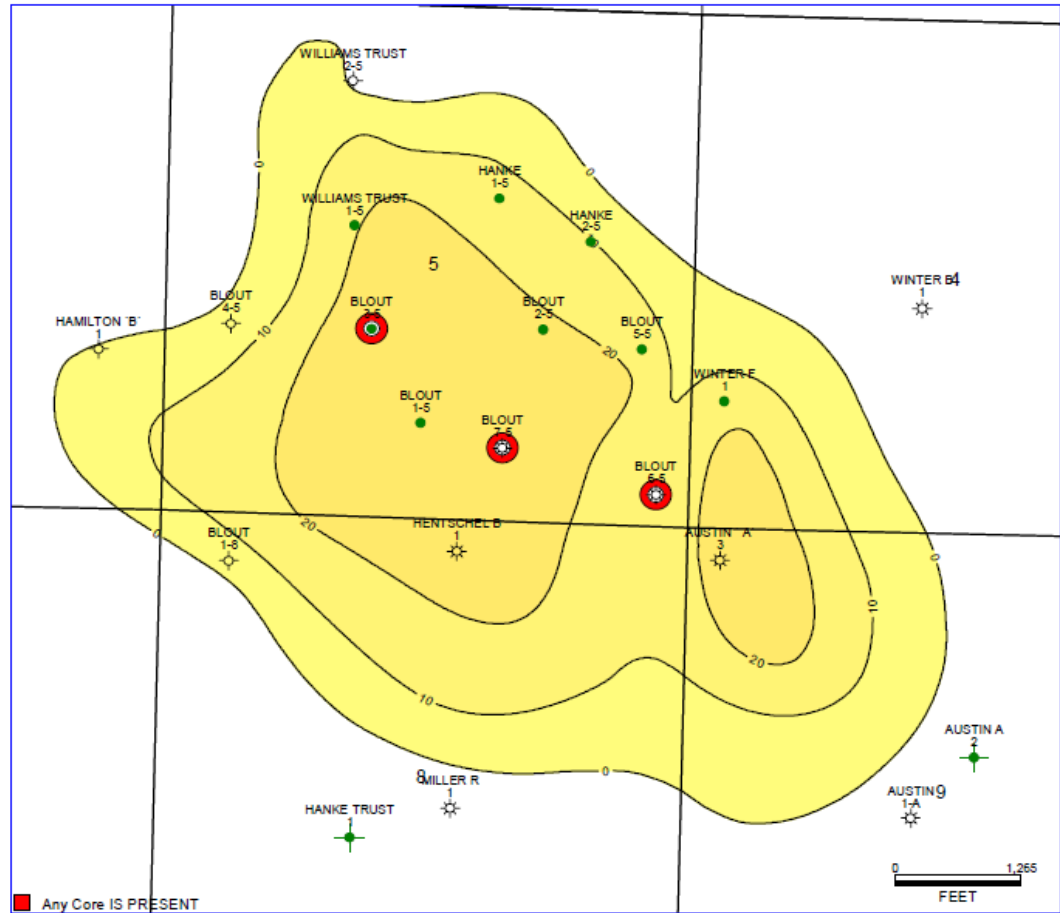 WILLIAMS TRUST
2-5
0
0
HANKE
1-5
WILLIAMS TRUST
1-5
HANKE
2-5
5
WINTER B
1
4
BLOUT
4-5
HAMILTON 'B'
1
10
BLOUT
3-5
BLOUT
2-5
BLOUT
5-5
20
WINTER F
1
BLOUT
1-5
BLOUT
7-5
BLOUT
6-5
20
HENTSCHEL B
1
0
BLOUT
1-8
AUSTIN 'A'
3
0
10
20
10
0
AUSTIN A
2
8
MILLER R
1
HANKE TRUST
1
AUSTIN
1-A
9
0 1,265
FEET
Any Core IS PRESENT